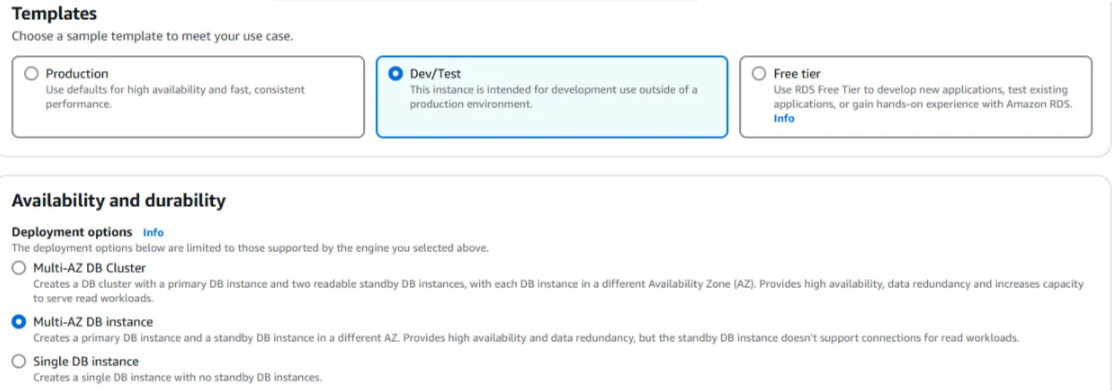 Templates
Choose a sample template to meet your use case.
Production
Use defaults for high availability and fast, consistent
performance.
Dev/Test
This instance is intended for development use outside of a
production environment.
Free tier
Use RDS Free Tier to develop new applications, test existing
applications, or gain hands-on experience with Amazon RDS.
Info
Availability and durability
Deployment options Info
The deployment options below are limited to those supported by the engine you selected above.
Multi-AZ DB Cluster
Creates a DB cluster with a primary DB instance and two readable standby DB instances, with each DB instance in a different Availability Zone (AZ). Provides high availability, data redundancy and increases capacity
to serve read workloads.
Multi-AZ DB instance
Creates a primary DB instance and a standby DB instance in a different AZ. Provides high availability and data redundancy, but the standby DB instance doesn't support connections for read workloads.
Single DB instance
Creates a single DB instance with no standby DB instances.